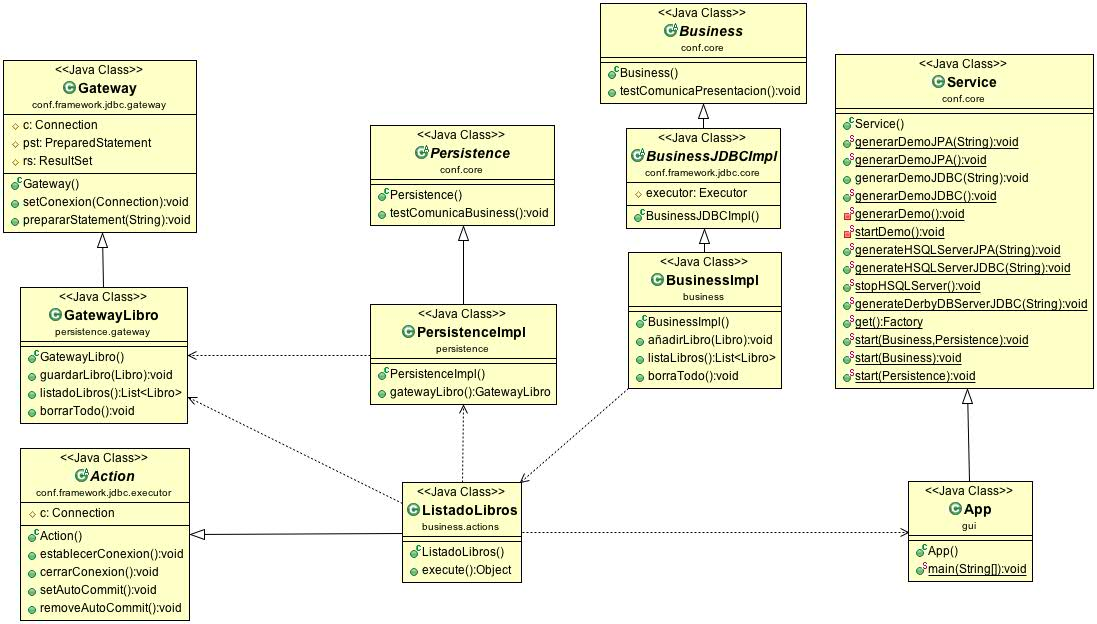 <<Java Class>>
Gateway
conf.framework.jdbc.gateway
c: Connection
pst: PreparedStatement
rs: ResultSet
Gateway()
setConexion(Connection):void
prepararStatement(String):void
<<Java Class>>
Persistence
conf.core
Persistence()
testComunicaBusiness():void
<<Java Class>>
Business
conf.core
Business()
testComunicaPresentacion():void
<<Java Class>>
BusinessJDBCImpl
conf.framework.jdbc.core
executor: Executor
BusinessJDBCImpl()
<<Java Class>>
Service
conf.core
Service()
generarDemoJPA(String):void
generarDemoJPA():void
generarDemoJDBC(String):void
generarDemoJDBC():void
generarDemo():void
startDemo():void
generateHSQLServerJPA(String):void
generateHSQLServerJDBC(String):void
stopHSQLServer():void
generateDerbyDBServerJDBC(String):void
get():Factory
start(Business,Persistence):void
start(Business):void
start(Persistence):void
<<Java Class>>
GatewayLibro
persistence.gateway
GatewayLibro()
guardarLibro(Libro):void
listadoLibros():List<Libro>
borrarTodo():void
<<Java Class>>
PersistenceImpl
persistence
PersistenceImpl()
gatewayLibro():GatewayLibro
<<Java Class>>
BusinessImpl
business
BusinessImpl()
añadirLibro(Libro):void
listaLibros():List<Libro>
borraTodo():void
<<Java Class>>
Action
conf.framework.jdbc.executor
c: Connection
Action()
establecerConexion():void
cerrarConexion():void
setAutoCommit():void
removeAutoCommit():void
<<Java Class>>
ListadoLibros
business.actions
ListadoLibros()
execute():Object
<<Java Class>>
App
gui
App()
main(String[]):void